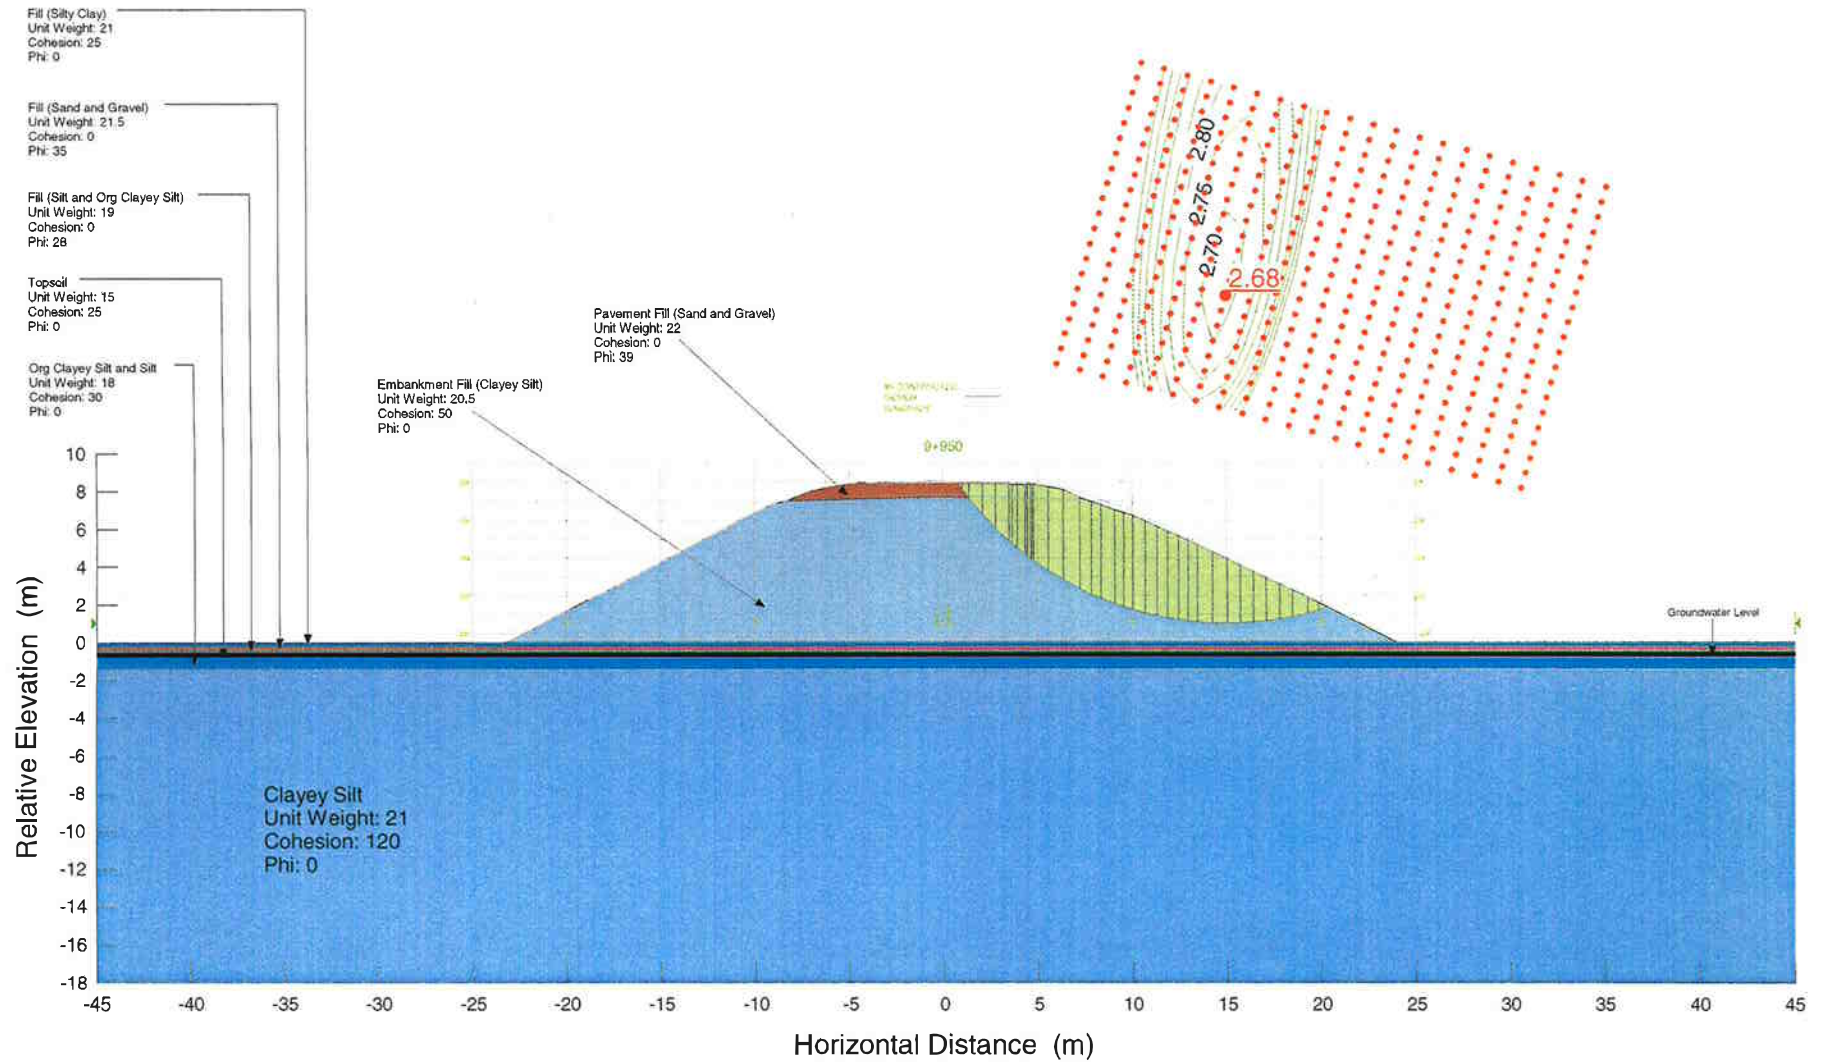 Fill (Silty Clay)
Unit Weight: 21
Cohesion: 25
Phi: 0
Fill (Sand and Gravel)
Unit Weight: 21.5
Cohesion: 0
Phi: 35
Fill (Silt and Org Clayey Silt)
Unit Weight: 19
Cohesion: 0
Phi: 28
Topsoil
Unit Weight: 15
Cohesion: 25
Phi: 0
Org Clayey Silt and Silt
Unit Weight: 18
Cohesion: 30
Phi: 0
Embankment Fill (Clayey Silt)
Unit Weight: 20.5
Cohesion: 50
Phi: 0
Pavement Fill (Sand and Gravel)
Unit Weight: 22
Cohesion: 0
Phi: 39
2.80
2.75
2.70
2.68
9+950
Groundwater Level
Clayey Silt
Unit Weight: 21
Cohesion: 120
Phi: 0
Relative Elevation (m)
10
8
6
4
2
0
-2
-4
-6
-8
-10
-12
-14
-16
-18
-45
-40
-35
-30
-25
-20
-15
-10
-5
0
5
10
15
20
25
30
35
40
45
Horizontal Distance (m)